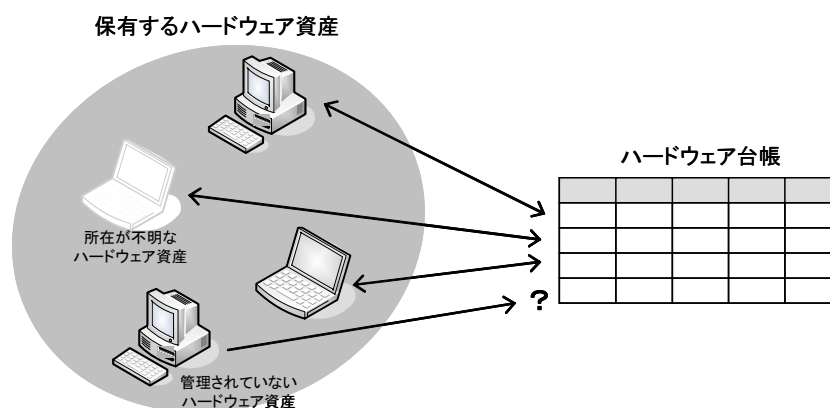 保有するハードウェア資産
ハードウェア台帳
所在が不明な
ハードウェア資産
?
管理されていない
ハードウェア資産